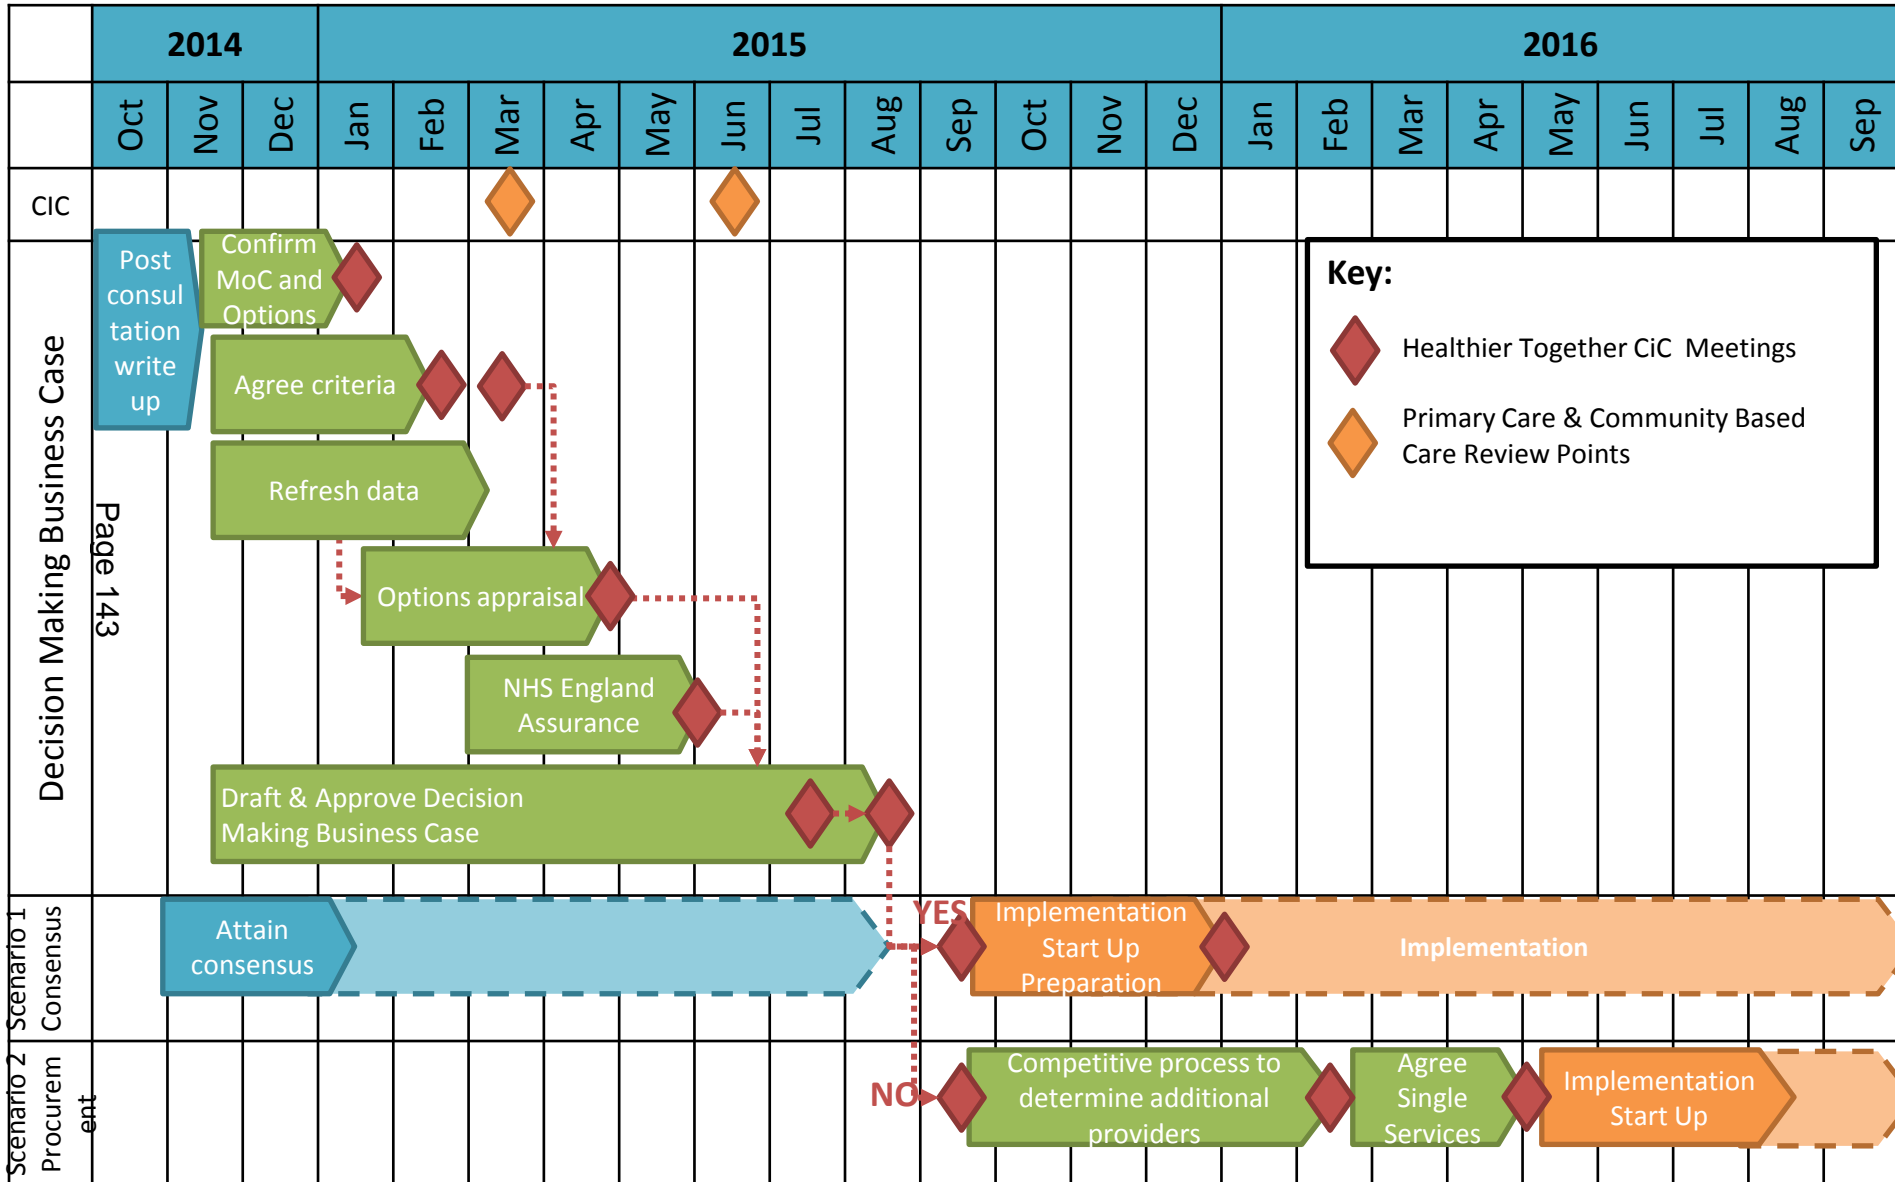 2014
2015
2016
Oct
Nov
Dec
Jan
Feb
Mar
Apr
May
Jun
Jul
Aug
Sep
Oct
Nov
Dec
Jan
Feb
Mar
Apr
May
Jun
Jul
Aug
Sep
CIC
Decision Making Business Case
Page 143
Post
consul
tation
write
up
Confirm
MoC and
Options
Agree criteria
Refresh data
Options appraisal
NHS England
Assurance
Draft & Approve Decision
Making Business Case
Key:
Healthier Together CiC Meetings
Primary Care & Community Based
Care Review Points
Scenario 1
Consensus
Attain
consensus
YES
Implementation
Start Up
Preparation
Implementation
Scenario 2
Procurem
ent
NO
Competitive process to
determine additional
providers
Agree
Single
Services
Implementation
Start Up